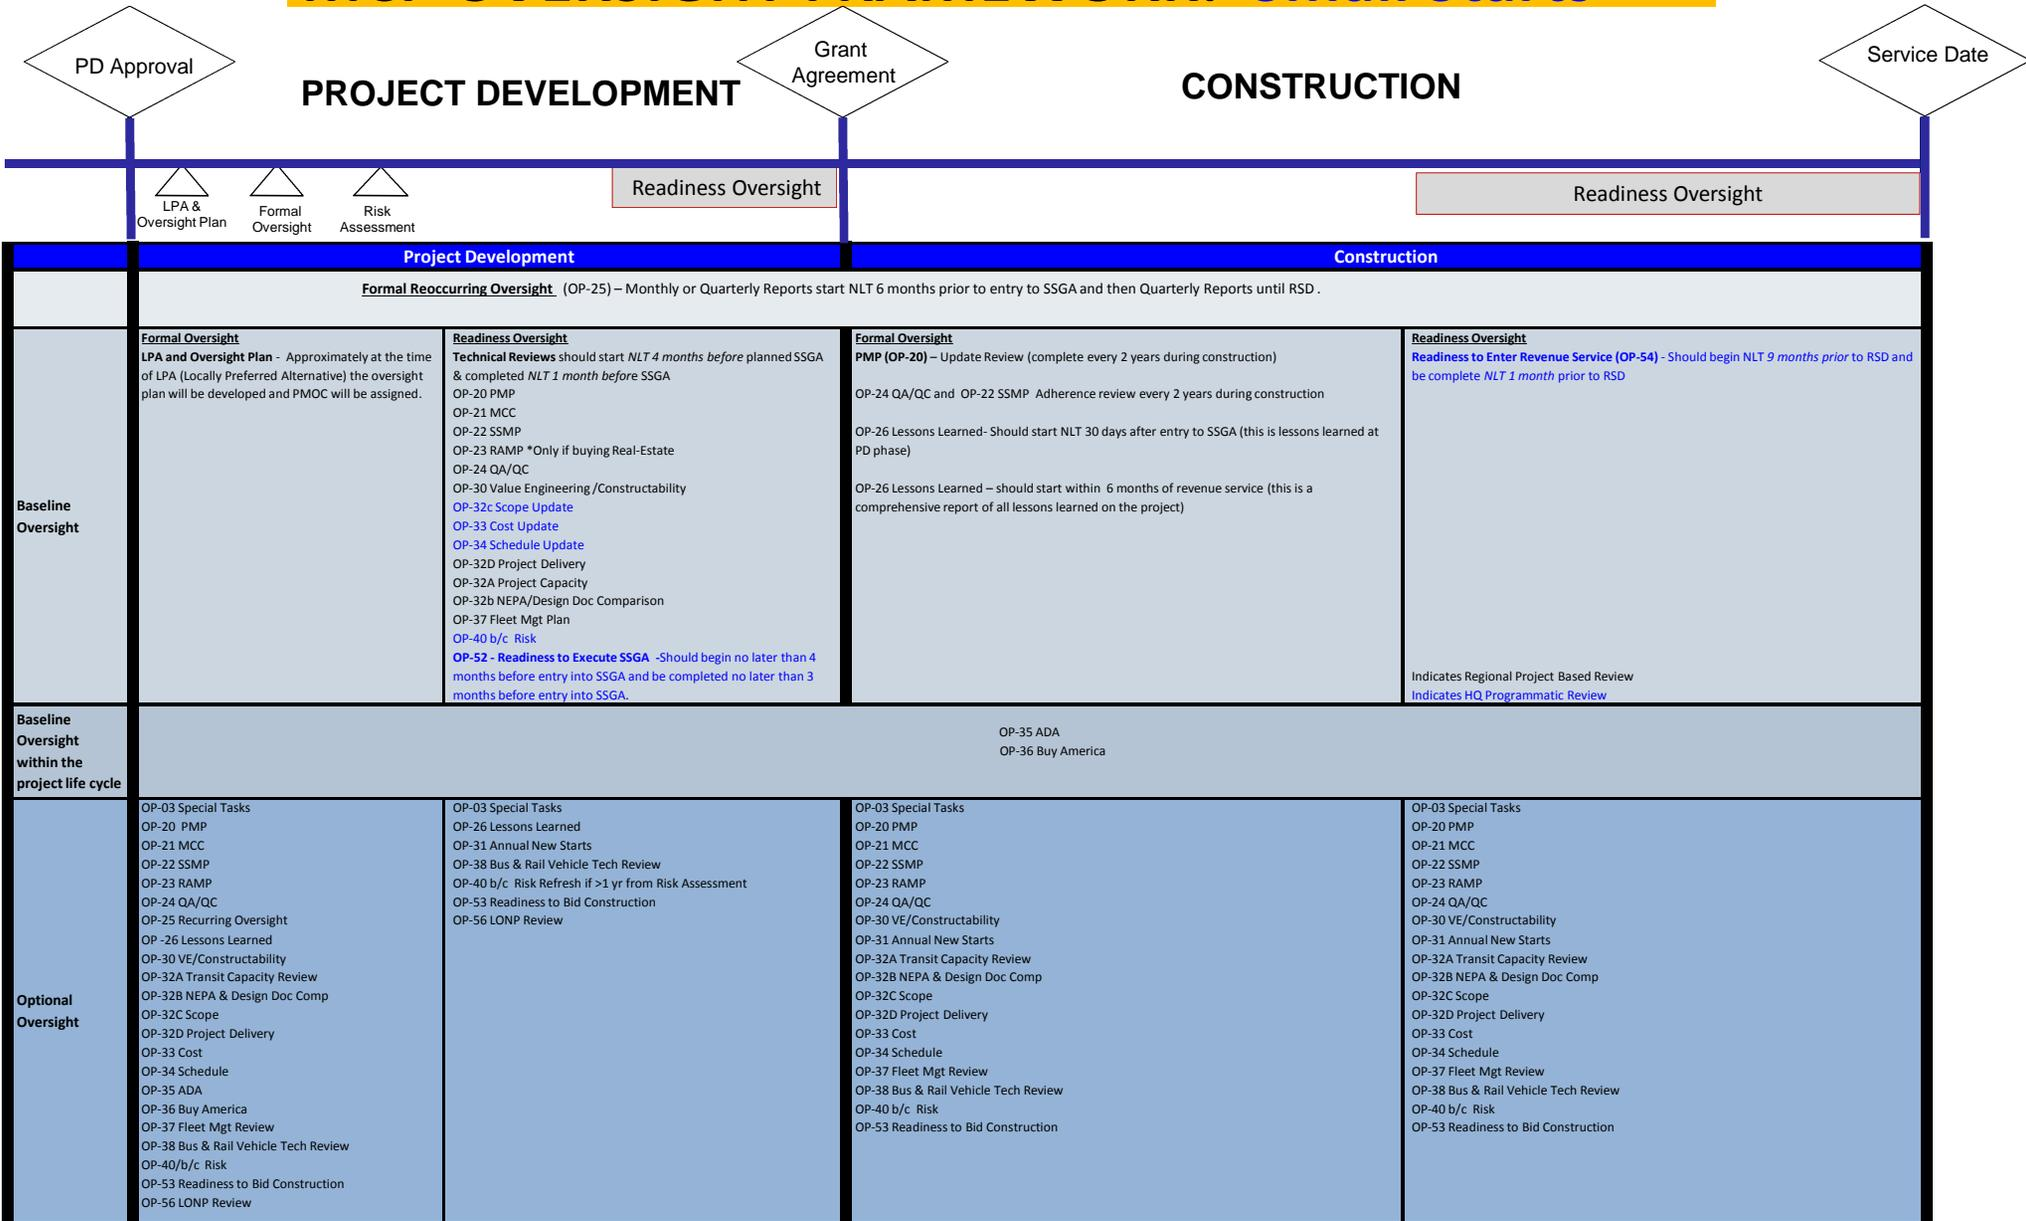 Small Starts
PD Approval
Grant
Agreement
Service Date
PROJECT DEVELOPMENT
CONSTRUCTION
LPA &
Oversight Plan
Formal
Oversight
Risk
Assessment
Readiness Oversight
Readiness Oversight
Project Development
Construction
Formal Reoccurring Oversight (OP-25) – Monthly or Quarterly Reports start NLT 6 months prior to entry to SSGA and then Quarterly Reports until RSD .
Baseline
Oversight
Formal Oversight
LPA and Oversight Plan - Approximately at the time
of LPA (Locally Preferred Alternative) the oversight
plan will be developed and PMOC will be assigned.
Readiness Oversight
Technical Reviews should start NLT 4 months before planned SSGA
& completed NLT 1 month before SSGA
OP-20 PMP
OP-21 MCC
OP-22 SSMP
OP-23 RAMP *Only if buying Real-Estate
OP-24 QA/QC
OP-30 Value Engineering /Constructability
OP-32c Scope Update
OP-33 Cost Update
OP-34 Schedule Update
OP-32D Project Delivery
OP-32A Project Capacity
OP-32b NEPA/Design Doc Comparison
OP-37 Fleet Mgt Plan
OP-40 b/c Risk
OP-52 - Readiness to Execute SSGA -Should begin no later than 4
months before entry into SSGA and be completed no later than 3
months before entry into SSGA.
Formal Oversight
PMP (OP-20) – Update Review (complete every 2 years during construction)
OP-24 QA/QC and OP-22 SSMP Adherence review every 2 years during construction
OP-26 Lessons Learned- Should start NLT 30 days after entry to SSGA (this is lessons learned at
PD phase)
OP-26 Lessons Learned – should start within 6 months of revenue service (this is a
comprehensive report of all lessons learned on the project)
Readiness Oversight
Readiness to Enter Revenue Service (OP-54) - Should begin NLT 9 months prior to RSD and
be complete NLT 1 month prior to RSD
Indicates Regional Project Based Review
Indicates HQ Programmatic Review
Baseline
Oversight
within the
project life cycle
OP-35 ADA
OP-36 Buy America
Optional
Oversight
OP-03 Special Tasks
OP-20 PMP
OP-21 MCC
OP-22 SSMP
OP-23 RAMP
OP-24 QA/QC
OP-25 Recurring Oversight
OP -26 Lessons Learned
OP-30 VE/Constructability
OP-32A Transit Capacity Review
OP-32B NEPA & Design Doc Comp
OP-32C Scope
OP-32D Project Delivery
OP-33 Cost
OP-34 Schedule
OP-35 ADA
OP-36 Buy America
OP-37 Fleet Mgt Review
OP-38 Bus & Rail Vehicle Tech Review
OP-40/b/c Risk
OP-53 Readiness to Bid Construction
OP-56 LONP Review
OP-03 Special Tasks
OP-26 Lessons Learned
OP-31 Annual New Starts
OP-38 Bus & Rail Vehicle Tech Review
OP-40 b/c Risk Refresh if >1 yr from Risk Assessment
OP-53 Readiness to Bid Construction
OP-56 LONP Review
OP-03 Special Tasks
OP-20 PMP
OP-21 MCC
OP-22 SSMP
OP-23 RAMP
OP-24 QA/QC
OP-30 VE/Constructability
OP-31 Annual New Starts
OP-32A Transit Capacity Review
OP-32B NEPA & Design Doc Comp
OP-32C Scope
OP-32D Project Delivery
OP-33 Cost
OP-34 Schedule
OP-37 Fleet Mgt Review
OP-38 Bus & Rail Vehicle Tech Review
OP-40 b/c Risk
OP-53 Readiness to Bid Construction
OP-03 Special Tasks
OP-20 PMP
OP-21 MCC
OP-22 SSMP
OP-23 RAMP
OP-24 QA/QC
OP-30 VE/Constructability
OP-31 Annual New Starts
OP-32A Transit Capacity Review
OP-32B NEPA & Design Doc Comp
OP-32C Scope
OP-32D Project Delivery
OP-33 Cost
OP-34 Schedule
OP-37 Fleet Mgt Review
OP-38 Bus & Rail Vehicle Tech Review
OP-40 b/c Risk
OP-53 Readiness to Bid Construction